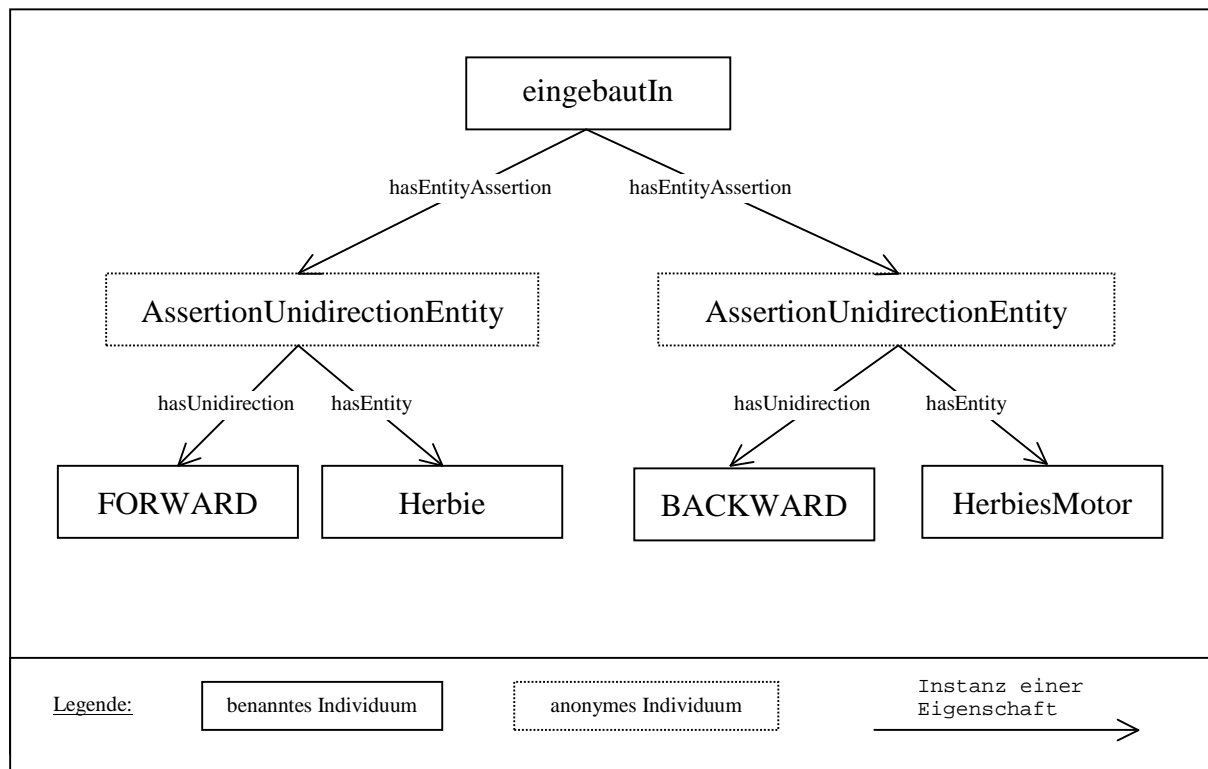 eingebautIn
hasEntityAssertion
hasEntityAssertion
AssertionUnidirectionEntity
AssertionUnidirectionEntity
hasUnidirection
hasEntity
hasUnidirection
hasEntity
FORWARD
Herbie
BACKWARD
HerbiesMotor
Legende:
benanntes Individuum
anonymes Individuum
Instanz einer
Eigenschaft